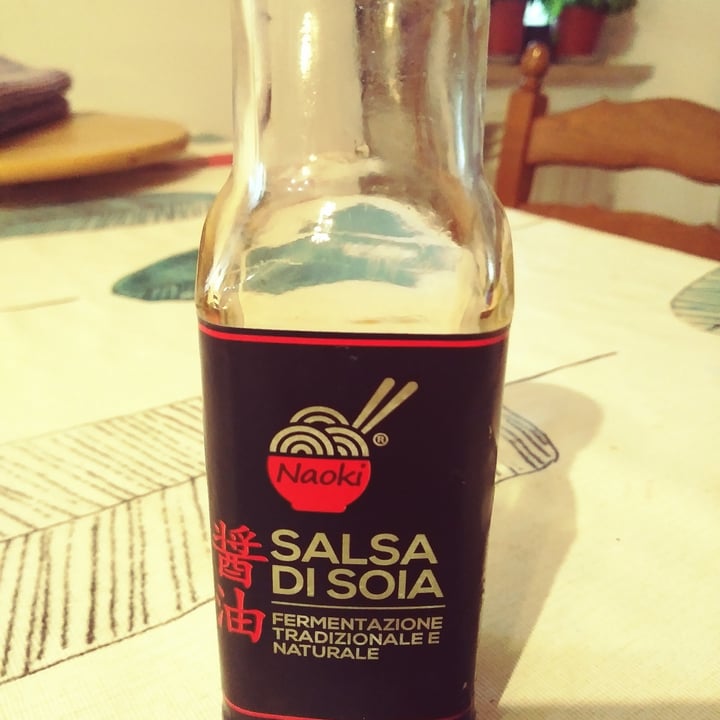 Naoki
®
醤油
SALSA
DI SOIA
FERMENTAZIONE
TRADIZIONALE E
NATURALE